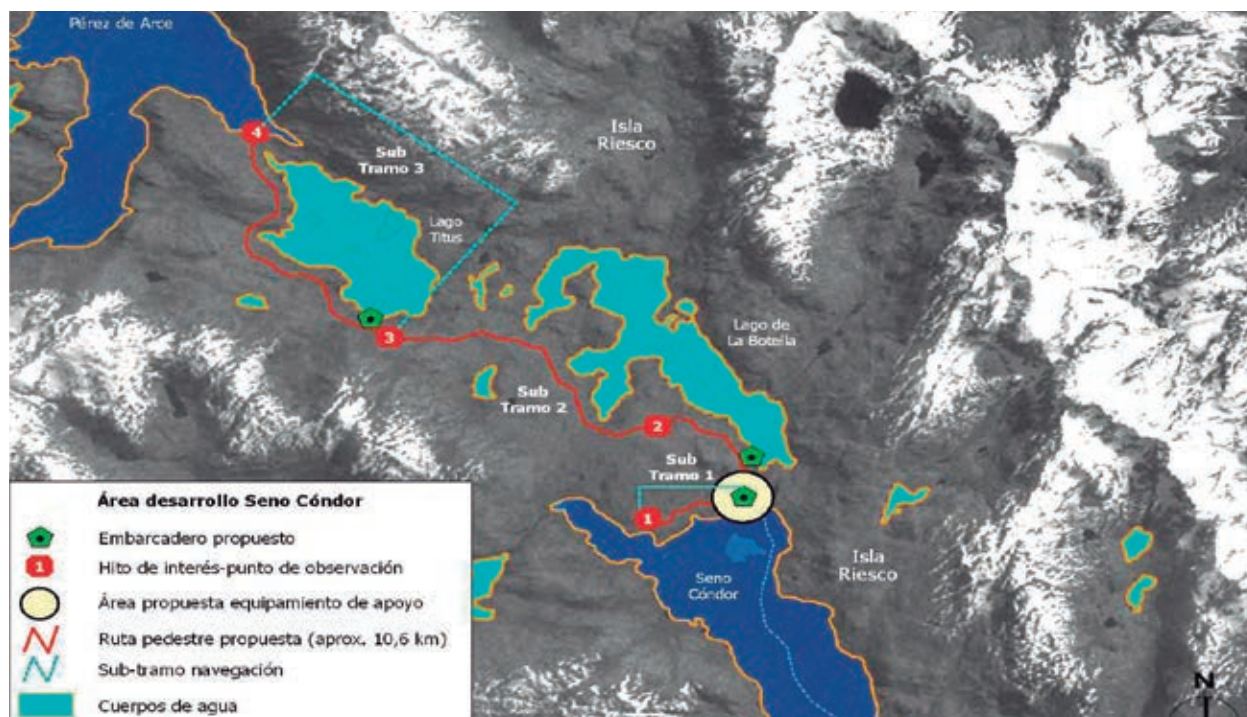 Pérez de Arce
4
Isla
Riesco
Sub
Tramo 3
Lago
Titus
3
Lago de
La Botella
Sub
Tramo 2
2
Sub
Tramo 1
1
Seno
Cóndor
Isla
Riesco
Área desarrollo Seno Cóndor
Embarcadero propuesto
1 Hito de interés-punto de observación
Área propuesta equipamiento de apoyo
Ruta pedestre propuesta (aprox. 10,6 km)
Sub-tramo navegación
Cuerpos de agua
N